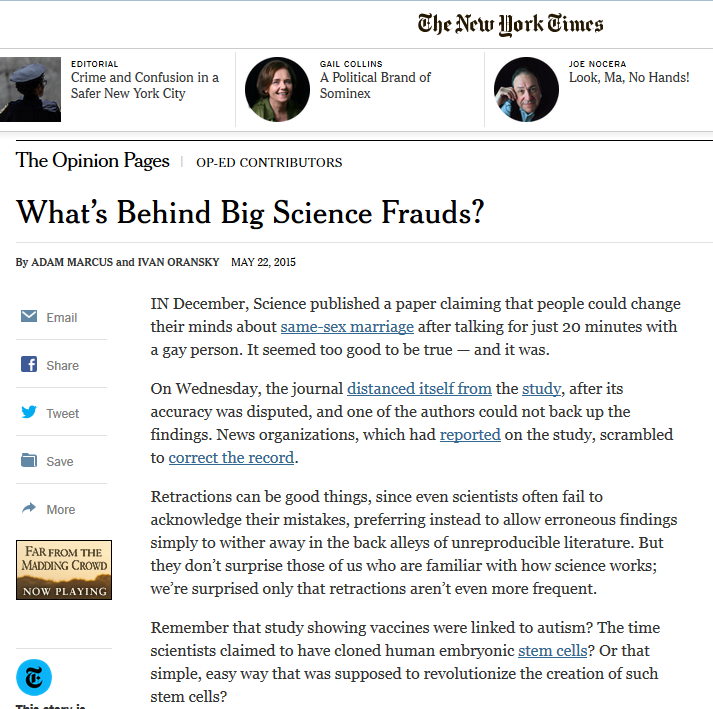 The New York Times
EDITORIAL
Crime and Confusion in a
Safer New York City
GAIL COLLINS
A Political Brand of
Sominex
JOE NOCERA
Look, Ma, No Hands!
The Opinion Pages | OP-ED CONTRIBUTORS
What's Behind Big Science Frauds?
By ADAM MARCUS and IVAN ORANSKY MAY 22, 2015
Email
Share
Tweet
Save
More
FAR FROM THE
MADDING CROWD
NOW PLAYING
IN December, Science published a paper claiming that people could change
their minds about same-sex marriage after talking for just 20 minutes with
a gay person. It seemed too good to be true — and it was.
On Wednesday, the journal distanced itself from the study, after its
accuracy was disputed, and one of the authors could not back up the
findings. News organizations, which had reported on the study, scrambled
to correct the record.
Retractions can be good things, since even scientists often fail to
acknowledge their mistakes, preferring instead to allow erroneous findings
simply to wither away in the back alleys of unreproducible literature. But
they don't surprise those of us who are familiar with how science works;
we're surprised only that retractions aren't even more frequent.
Remember that study showing vaccines were linked to autism? The time
scientists claimed to have cloned human embryonic stem cells? Or that
simple, easy way that was supposed to revolutionize the creation of such
stem cells?
T
This story is